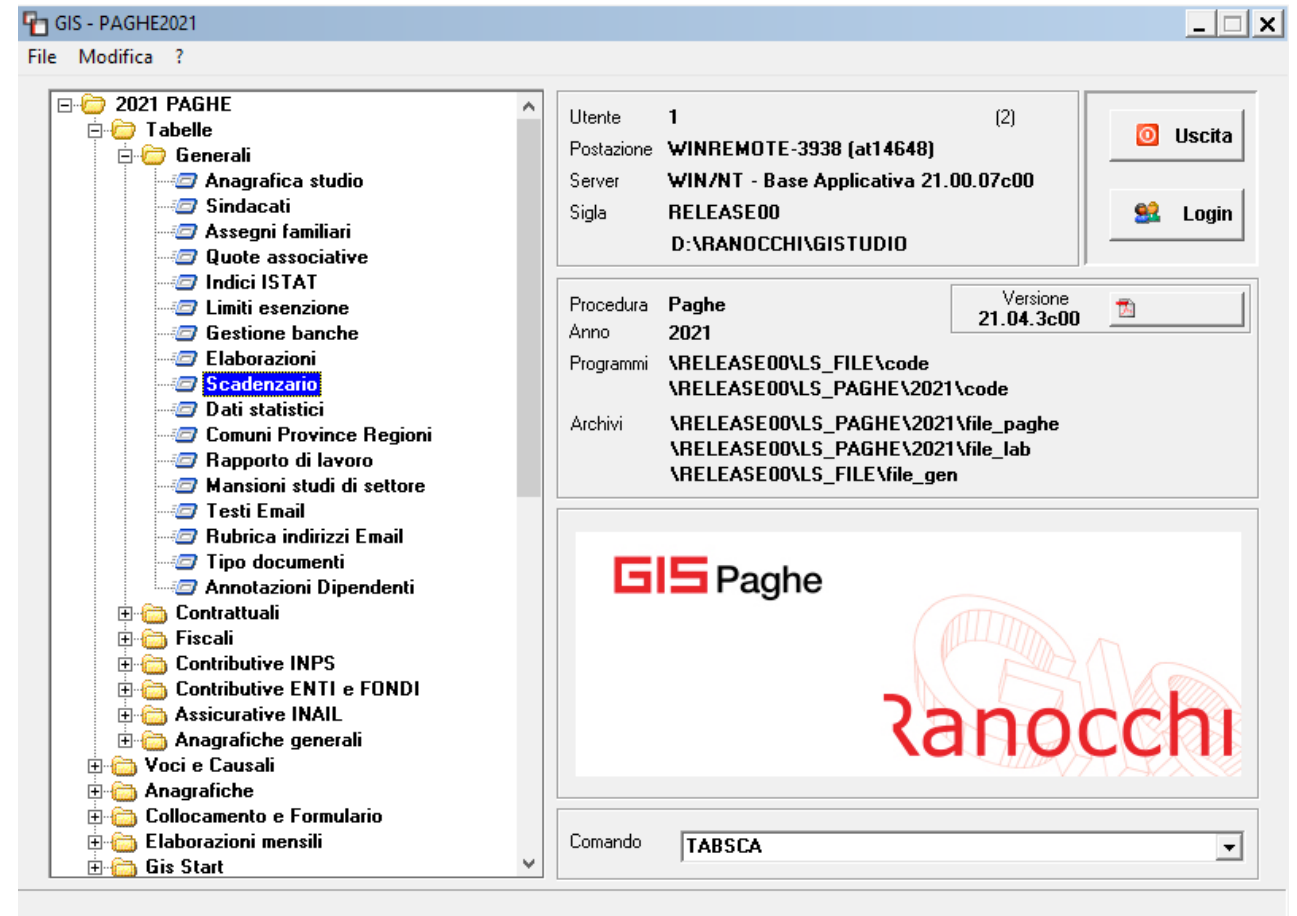 GIS - PAGHE2021
File Modifica ?
2021 PAGHE
Tabelle
Generali
Anagrafica studio
Sindacati
Assegni familiari
Quote associative
Indici ISTAT
Limiti esenzione
Gestione banche
Elaborazioni
Scadenzario
Dati statistici
Comuni Province Regioni
Rapporto di lavoro
Mansioni studi di settore
Testi Email
Rubrica indirizzi Email
Tipo documenti
Annotazioni Dipendenti
Contrattuali
Fiscali
Contributive INPS
Contributive ENTI e FONDI
Assicurative INAIL
Anagrafiche generali
Voci e Causali
Anagrafiche
Collocamento e Formulario
Elaborazioni mensili
Gis Start
Utente 1 (2)
Postazione WINREMOTE-3938 (at14648)
Server WIN/NT - Base Applicativa 21.00.07c00
Sigla RELEASE00
D:\RANOCCHI\GISTUDIO
Uscita
Login
Procedura Paghe
Anno 2021
Versione
21.04.3c00
Programmi \RELEASE00\LS_FILE\code
\RELEASE00\LS_PAGHE\2021\code
Archivi \RELEASE00\LS_PAGHE\2021\file_paghe
\RELEASE00\LS_PAGHE\2021\file_lab
\RELEASE00\LS_FILE\file_gen
GIS Paghe
GIS
Ranocchi
Comando TABSCA